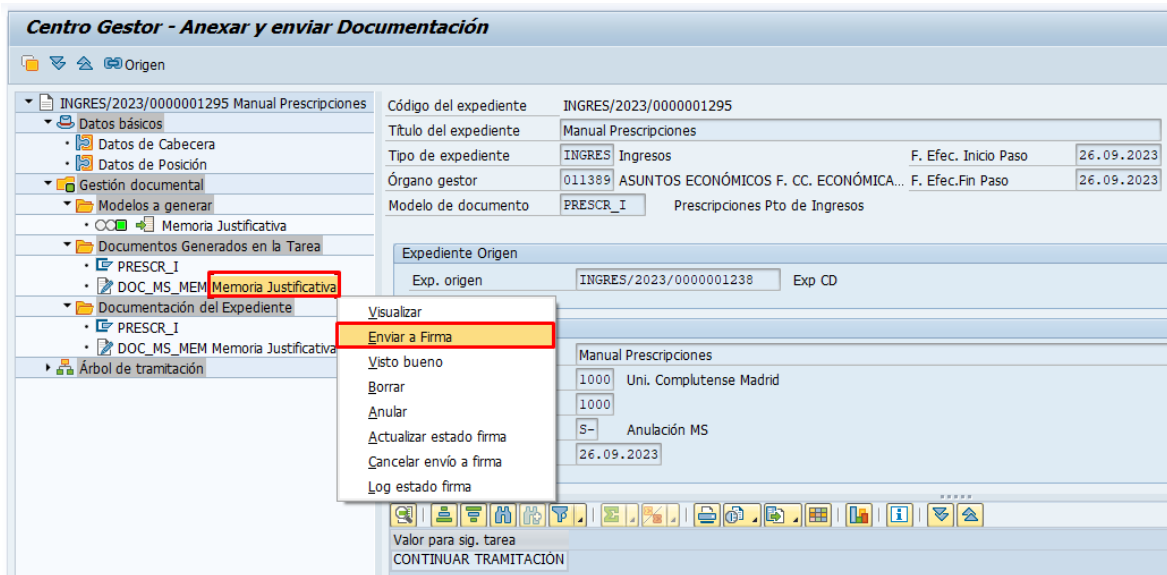 Centro Gestor - Anexar y enviar Documentación
Origen
INGRES/2023/0000001295 Manual Prescripciones
Datos básicos
Datos de Cabecera
Datos de Posición
Gestión documental
Modelos a generar
Memoria Justificativa
Documentos Generados en la Tarea
PRESCR_I
DOC_MS_MEM Memoria Justificativa
Documentación del Expediente
PRESCR_I
DOC_MS_MEM Memoria Justificativa
Árbol de tramitación
Código del expediente INGRES/2023/0000001295
Título del expediente Manual Prescripciones
Tipo de expediente INGRES Ingresos F. Efec. Inicio Paso 26.09.2023
Órgano gestor 011389 ASUNTOS ECONÓMICOS F. CC. ECONÓMICA... F. Efec.Fin Paso 26.09.2023
Modelo de documento PRESCR_I Prescripciones Pto de Ingresos
Expediente Origen
Exp. origen INGRES/2023/0000001238 Exp CD
Visualizar
Enviar a Firma
Visto bueno
Borrar
Anular
Actualizar estado firma
Cancelar envío a firma
Log estado firma
Manual Prescripciones
1000 Uni. Complutense Madrid
1000
S- Anulación MS
26.09.2023
Valor para sig. tarea
CONTINUAR TRAMITACIÓN